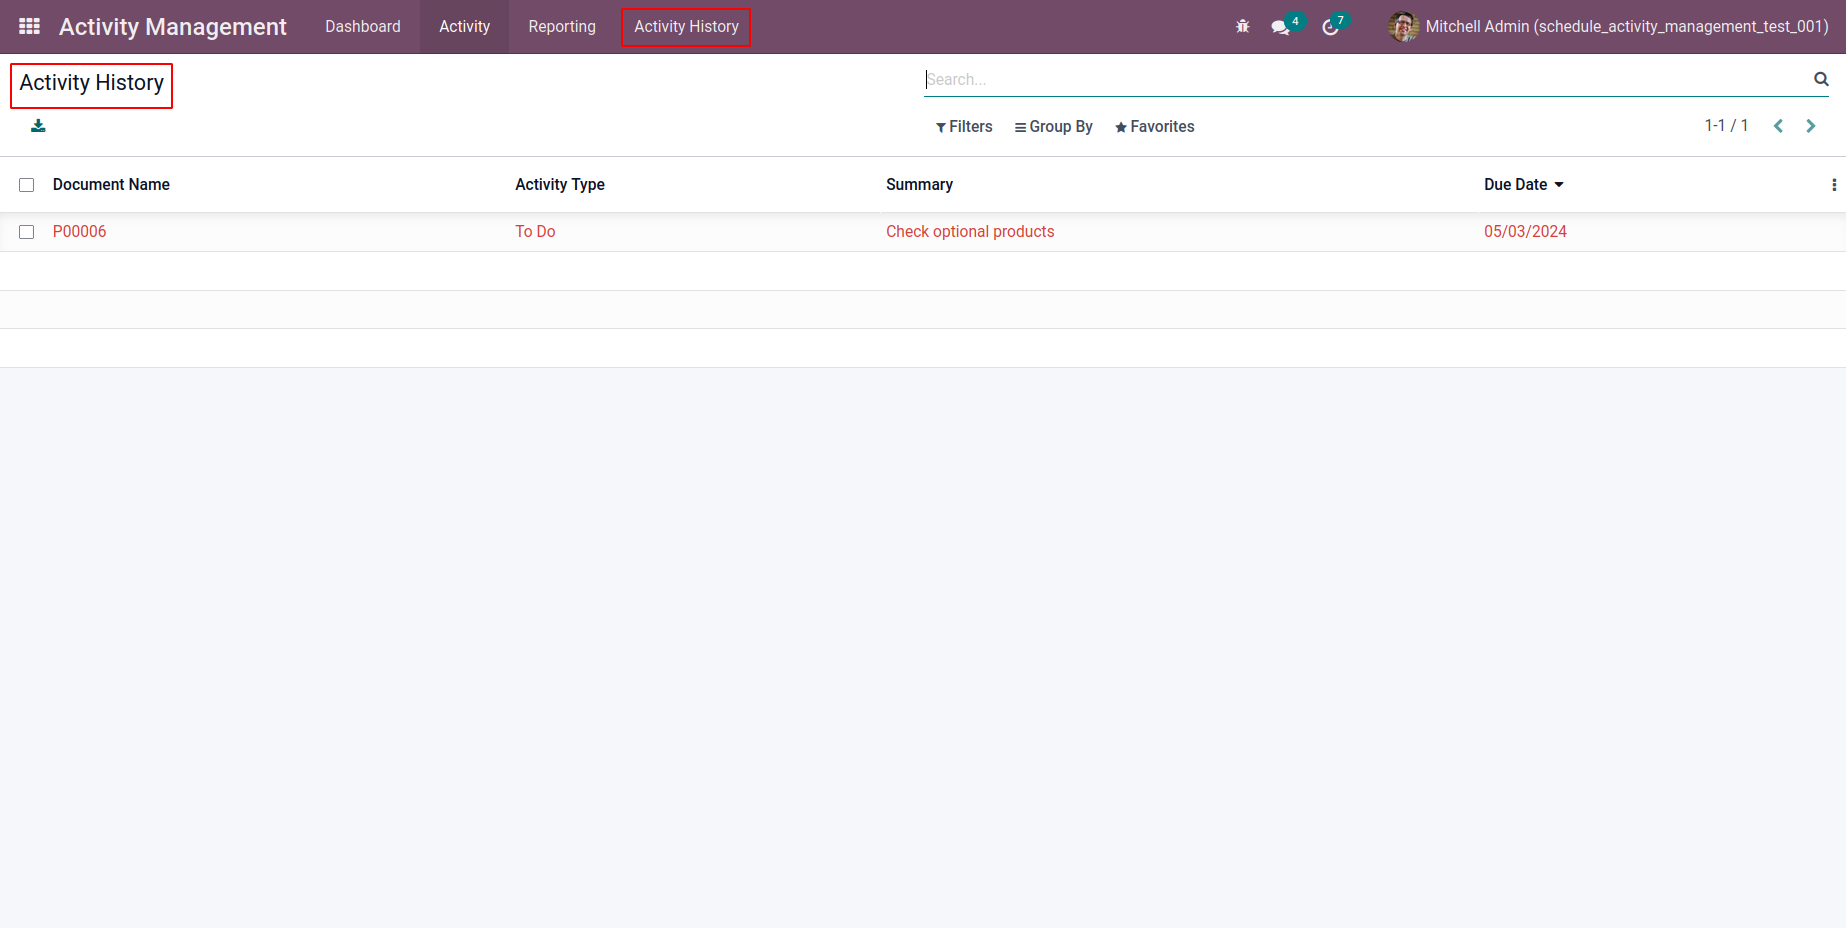 Activity Management Dashboard Activity Reporting Activity History 4 7 Mitchell Admin (schedule_activity_management_test_001)
Activity History Search...
Filters Group By Favorites 1-1 / 1
Document Name Activity Type Summary Due Date
P00006 To Do Check optional products 05/03/2024